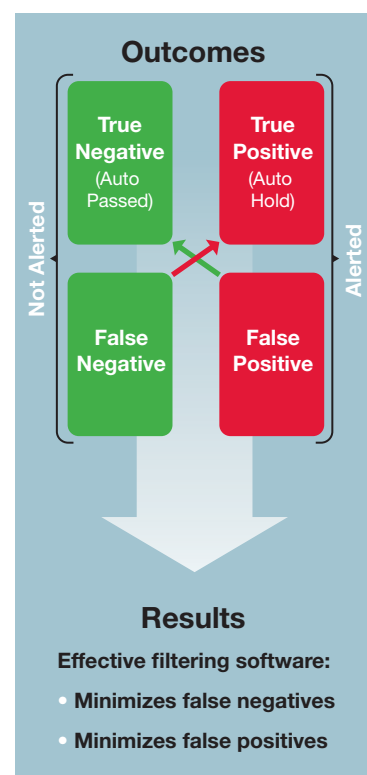 Outcomes
True
Negative
(Auto
Passed)
True
Positive
(Auto
Hold)
Not Alerted
Alerted
False
Negative
False
Positive
Results
Effective filtering software:
• Minimizes false negatives
• Minimizes false positives